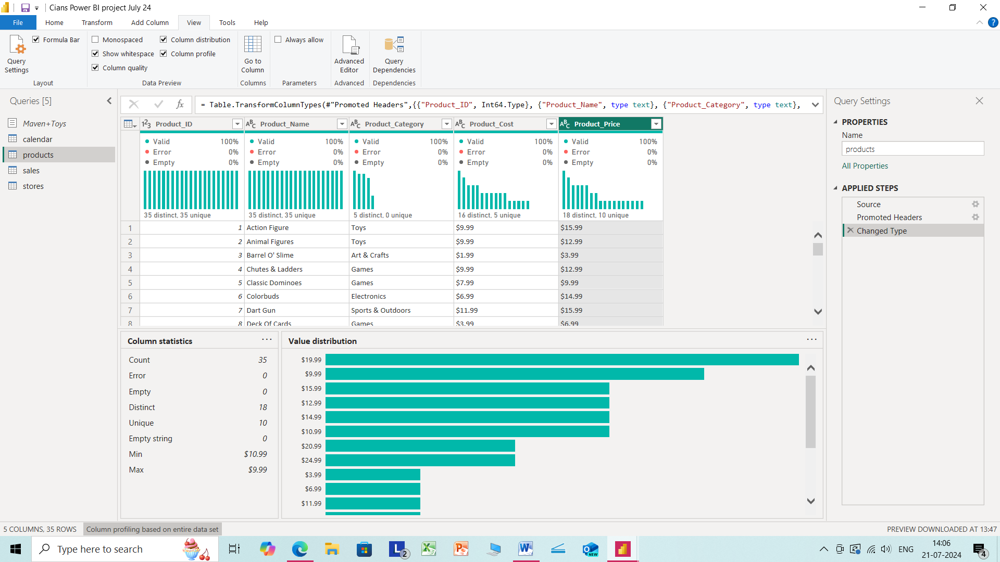 Cians Power BI project July 24
File Home Transform Add Column View Tools Help
Query Settings
Formula Bar
Layout
Monospaced
Show whitespace
Column quality
Column distribution
Column profile
Data Preview
Go to Column
Columns
Always allow
Parameters
Advanced Editor
Advanced
Query Dependencies
Dependencies
Queries [5]
Maven+Toys
calendar
products
sales
stores
fx
= Table.TransformColumnTypes(#"Promoted Headers",{{"Product_ID", Int64.Type}, {"Product_Name", type text}, {"Product_Category", type text},
123 Product_ID ABC Product_Name ABC Product_Category ABC Product_Cost ABC Product_Price
Valid 100% Valid 100% Valid 100% Valid 100% Valid 100%
Error 0% Error 0% Error 0% Error 0% Error 0%
Empty 0% Empty 0% Empty 0% Empty 0% Empty 0%
35 distinct, 35 unique 35 distinct, 35 unique 5 distinct, 0 unique 16 distinct, 5 unique 18 distinct, 10 unique
1 1 Action Figure Toys $9.99 $15.99
2 2 Animal Figures Toys $9.99 $12.99
3 3 Barrel O' Slime Art & Crafts $1.99 $3.99
4 4 Chutes & Ladders Games $9.99 $12.99
5 5 Classic Dominoes Games $7.99 $9.99
6 6 Colorbuds Electronics $6.99 $14.99
7 7 Dart Gun Sports & Outdoors $11.99 $15.99
8 8 Deck Of Cards Games $3.99 $6.99
Column statistics
Count 35
Error 0
Empty 0
Distinct 18
Unique 10
Empty string 0
Min $10.99
Max $9.99
Value distribution
$19.99
$9.99
$15.99
$12.99
$14.99
$10.99
$20.99
$24.99
$3.99
$6.99
$11.99
Query Settings
PROPERTIES
Name
products
All Properties
APPLIED STEPS
Source
Promoted Headers
Changed Type
5 COLUMNS, 35 ROWS Column profiling based on entire data set PREVIEW DOWNLOADED AT 13:47
Type here to search
L 2
NEW
ENG
14:06
21-07-2024
4